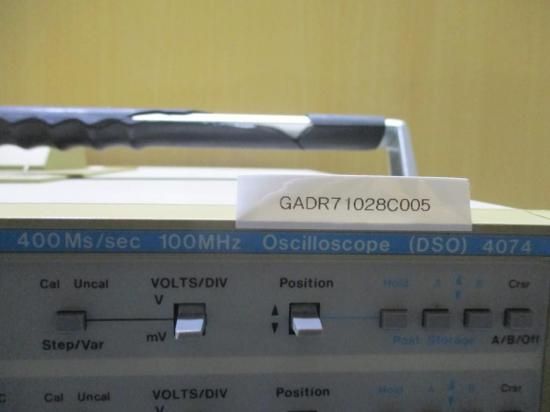 GADR71028C005
400 Ms/sec 100MHz Oscilloscope (DSO) 4074
Cal Uncal VOLTS/DIV Position Hold A B Crsr
V
mV
Step/Var Post Storage A/B/Off
Cal Uncal VOLTS/DIV Position Hold A B Crsr
V